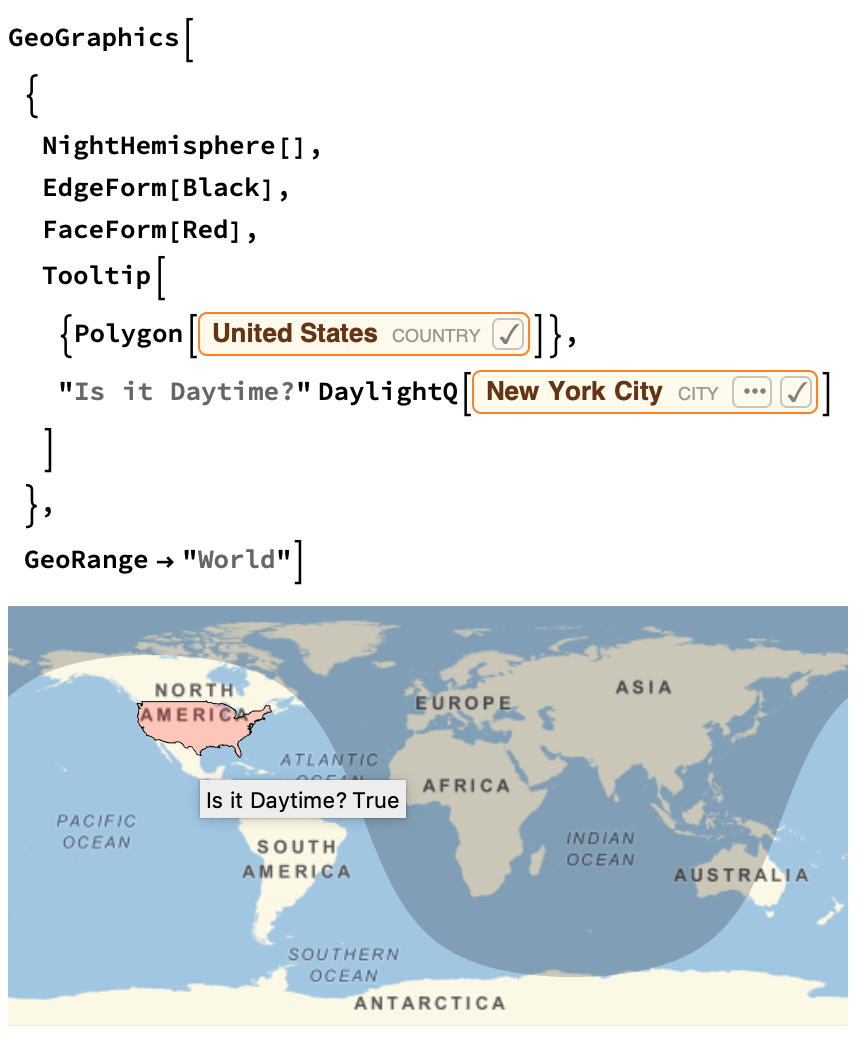 GeoGraphics[
{
NightHemisphere[],
EdgeForm[Black],
FaceForm[Red],
Tooltip[
{Polygon[United States COUNTRY ✓]},
"Is it Daytime?" DaylightQ[New York City CITY ··· ✓]
]
},
GeoRange → "World"]
NORTH
AMERICA
ASIA
EUROPE
ATLANTIC
OCEAN
AFRICA
Is it Daytime? True
PACIFIC
OCEAN
SOUTH
AMERICA
INDIAN
OCEAN
AUSTRALIA
SOUTHERN
OCEAN
ANTARCTICA